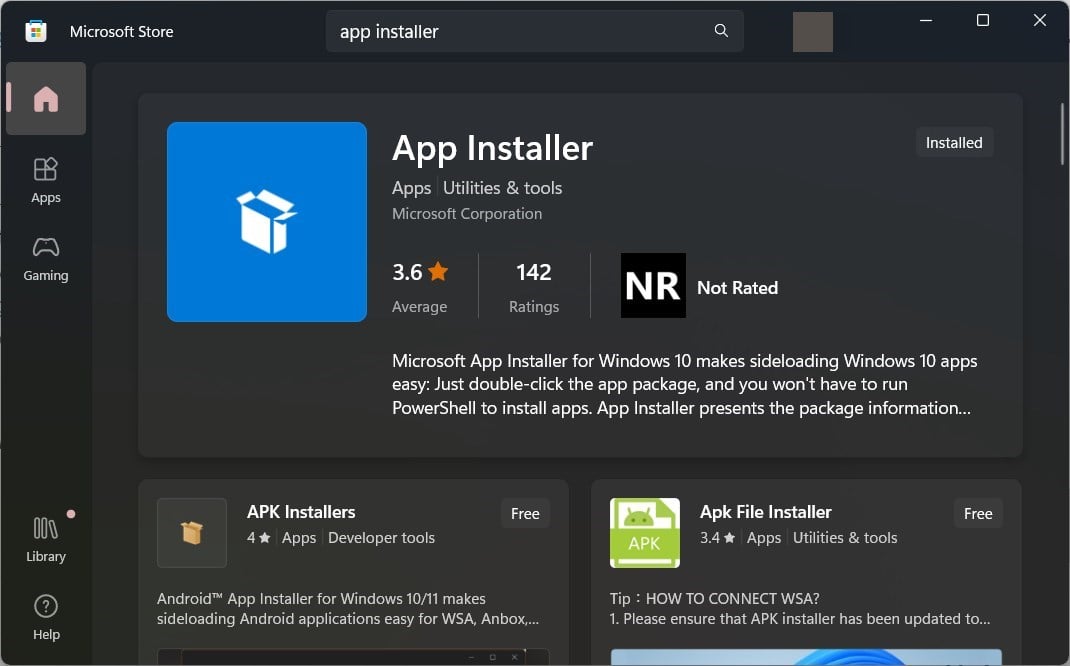 Microsoft Store
app installer
Apps
Gaming
Library
Help
App Installer
Installed
Apps Utilities & tools
Microsoft Corporation
3.6
Average
142
Ratings
NR
Not Rated
Microsoft App Installer for Windows 10 makes sideloading Windows 10 apps
easy: Just double-click the app package, and you won't have to run
PowerShell to install apps. App Installer presents the package information...
APK Installers
Free
4★ Apps Developer tools
Android™ App Installer for Windows 10/11 makes
sideloading Android applications easy for WSA, Anbox,...
APK
Apk File Installer
Free
3.4★ Apps Utilities & tools
Tip：HOW TO CONNECT WSA?
1. Please ensure that APK installer has been updated to...